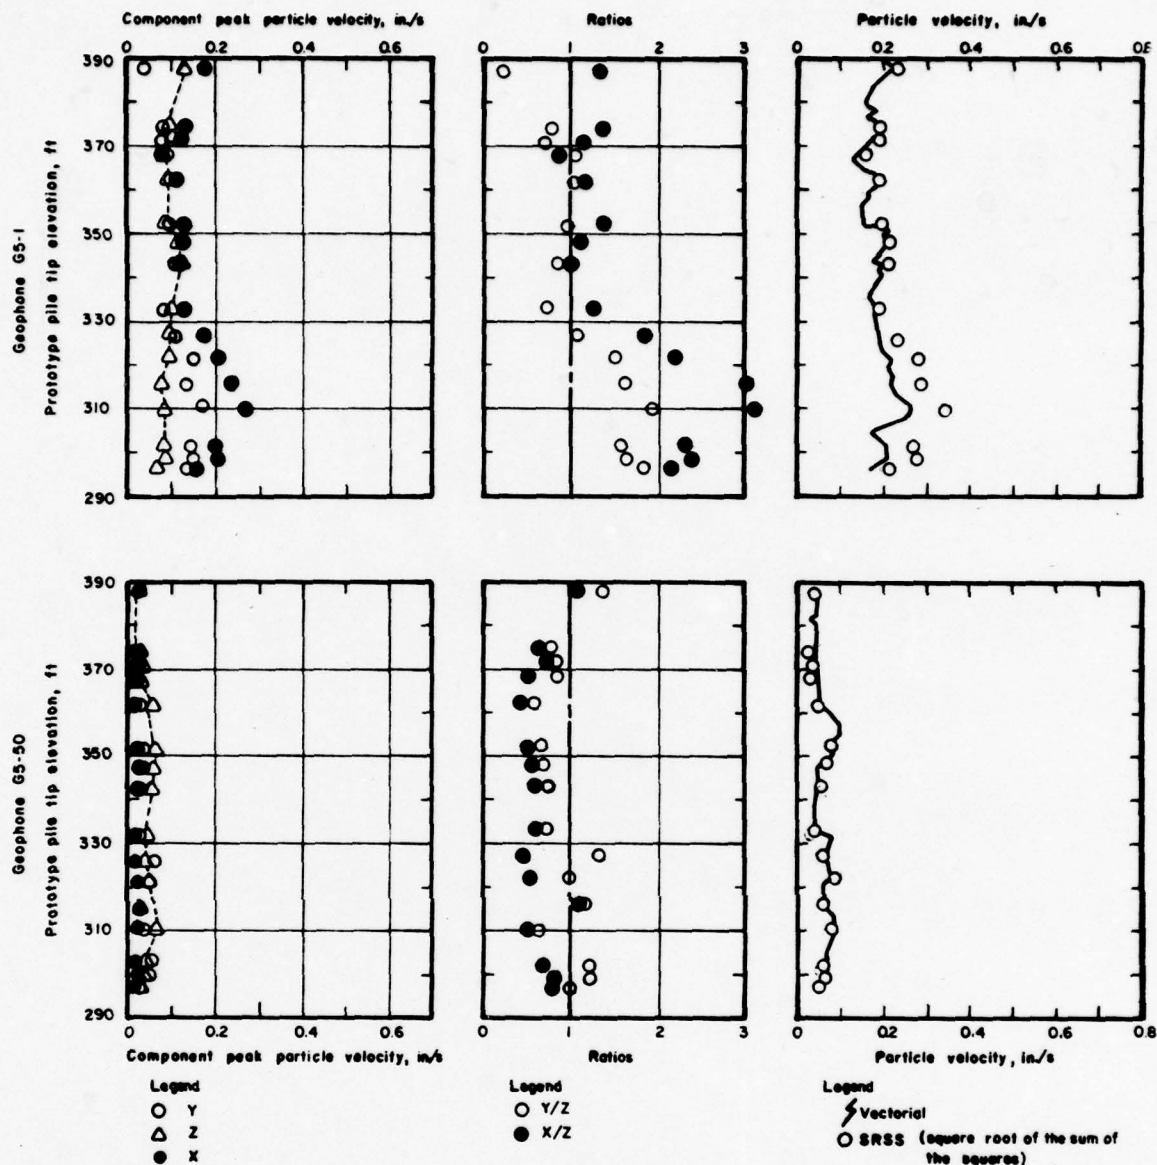 Component peak particle velocity, in./s
Ratios
Particle velocity, in./s
0 0.2 0.4 0.6
0 1 2 3
0 0.2 0.4 0.6 0.8
Geophone G5-1
Prototype pile tip elevation, ft
390
370
350
330
310
290
Geophone G5-50
Prototype pile tip elevation, ft
390
370
350
330
310
290
0 0.2 0.4 0.6
0 1 2 3
0 0.2 0.4 0.6 0.8
Component peak particle velocity, in/s
Ratios
Particle velocity, in./s
Legend
Y
Z
X
Legend
Y/Z
X/Z
Legend
Vectorial
SRSS (square root of the sum of
the squares)